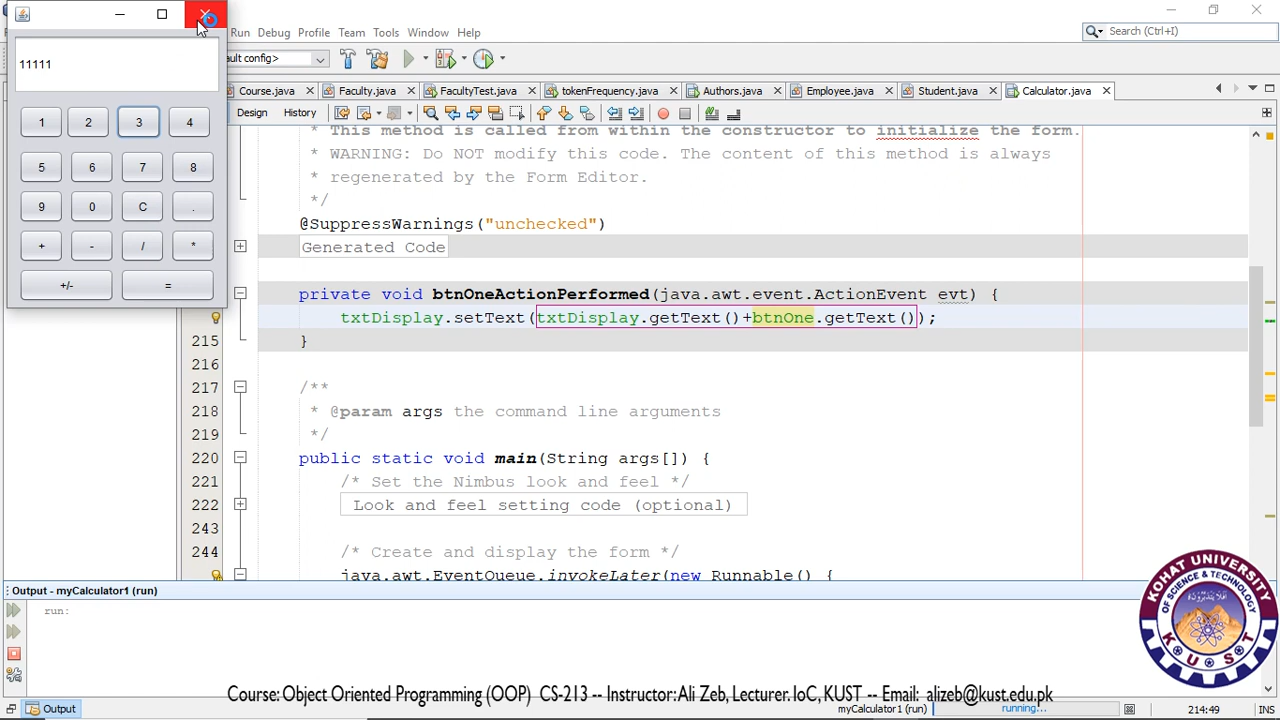 Run Debug Profile Team Tools Window Help
Search (Ctrl+I)
11111
1 2 3 4
5 6 7 8
9 0 C .
+ - / *
+/- =
ault config>
Course.java Faculty.java FacultyTest.java tokenFrequency.java Authors.java Employee.java Student.java Calculator.java
Design History
* This method is called from within the constructor to initialize the form.
* WARNING: Do NOT modify this code. The content of this method is always
* regenerated by the Form Editor.
*/
@SuppressWarnings("unchecked")
Generated Code
private void btnOneActionPerformed(java.awt.event.ActionEvent evt) {
txtDisplay.setText(txtDisplay.getText()+btnOne.getText());
215 }
216
217 /**
218 * @param args the command line arguments
219 */
220 public static void main(String args[]) {
221 /* Set the Nimbus look and feel */
222 Look and feel setting code (optional)
243
244 /* Create and display the form */
java.awt.EventQueue.invokeLater(new Runnable() {
Output - myCalculator1 (run)
run:
KOHAT UNIVERSITY
OF SCIENCE & TECHNOLOGY
K U S T
Course: Object Oriented Programming (OOP) CS-213 -- Instructor: Ali Zeb, Lecturer. IoC, KUST -- Email: alizeb@kust.edu.pk
Output
myCalculator1 (run)
running...
214:49
INS